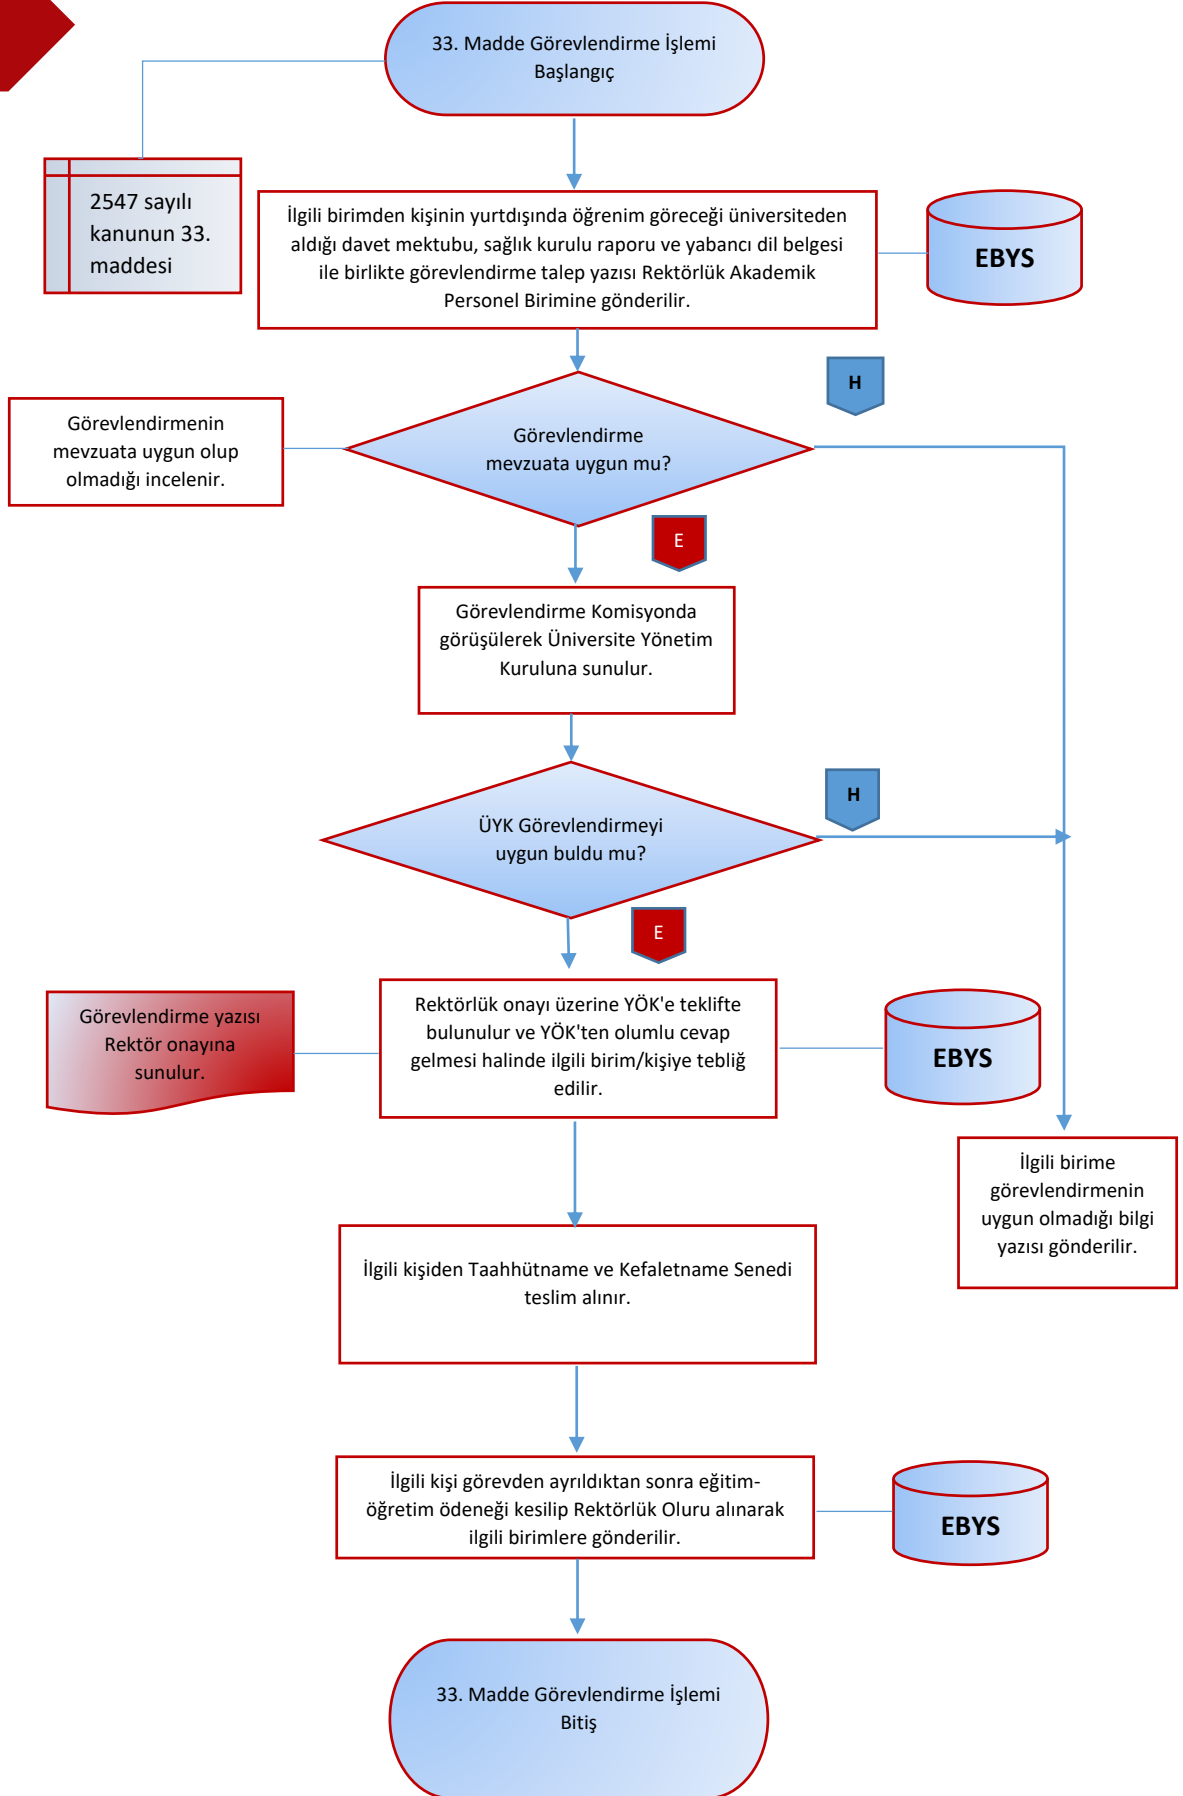 33. Madde Görevlendirme İşlemi
Başlangıç
2547 sayılı
kanunun 33.
maddesi
İlgili birimden kişinin yurtdışında öğrenim göreceği üniversiteden
aldığı davet mektubu, sağlık kurulu raporu ve yabancı dil belgesi
ile birlikte görevlendirme talep yazısı Rektörlük Akademik
Personel Birimine gönderilir.
EBYS
H
Görevlendirmenin
mevzuata uygun olup
olmadığı incelenir.
Görevlendirme
mevzuata uygun mu?
E
Görevlendirme Komisyonda
görüşülerek Üniversite Yönetim
Kuruluna sunulur.
H
ÜYK Görevlendirmeyi
uygun buldu mu?
E
Görevlendirme yazısı
Rektör onayına
sunulur.
Rektörlük onayı üzerine YÖK'e teklifte
bulunulur ve YÖK'ten olumlu cevap
gelmesi halinde ilgili birim/kişiye tebliğ
edilir.
EBYS
İlgili birime
görevlendirmenin
uygun olmadığı bilgi
yazısı gönderilir.
İlgili kişiden Taahhütname ve Kefaletname Senedi
teslim alınır.
İlgili kişi görevden ayrıldıktan sonra eğitim-
öğretim ödeneği kesilip Rektörlük Oluru alınarak
ilgili birimlere gönderilir.
EBYS
33. Madde Görevlendirme İşlemi
Bitiş